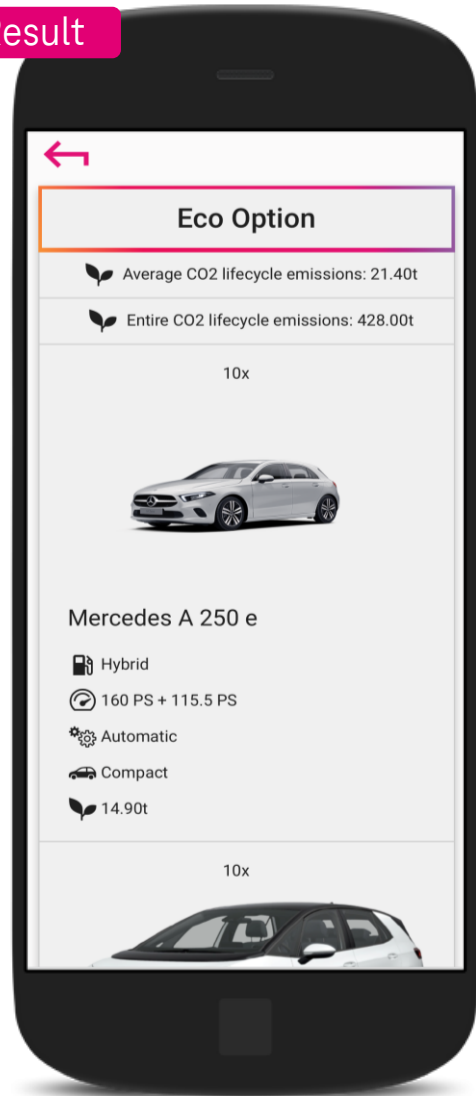 Result
Eco Option
Average CO2 lifecycle emissions: 21.40t
Entire CO2 lifecycle emissions: 428.00t
10x
Mercedes A 250 e
Hybrid
160 PS + 115.5 PS
Automatic
Compact
14.90t
10x